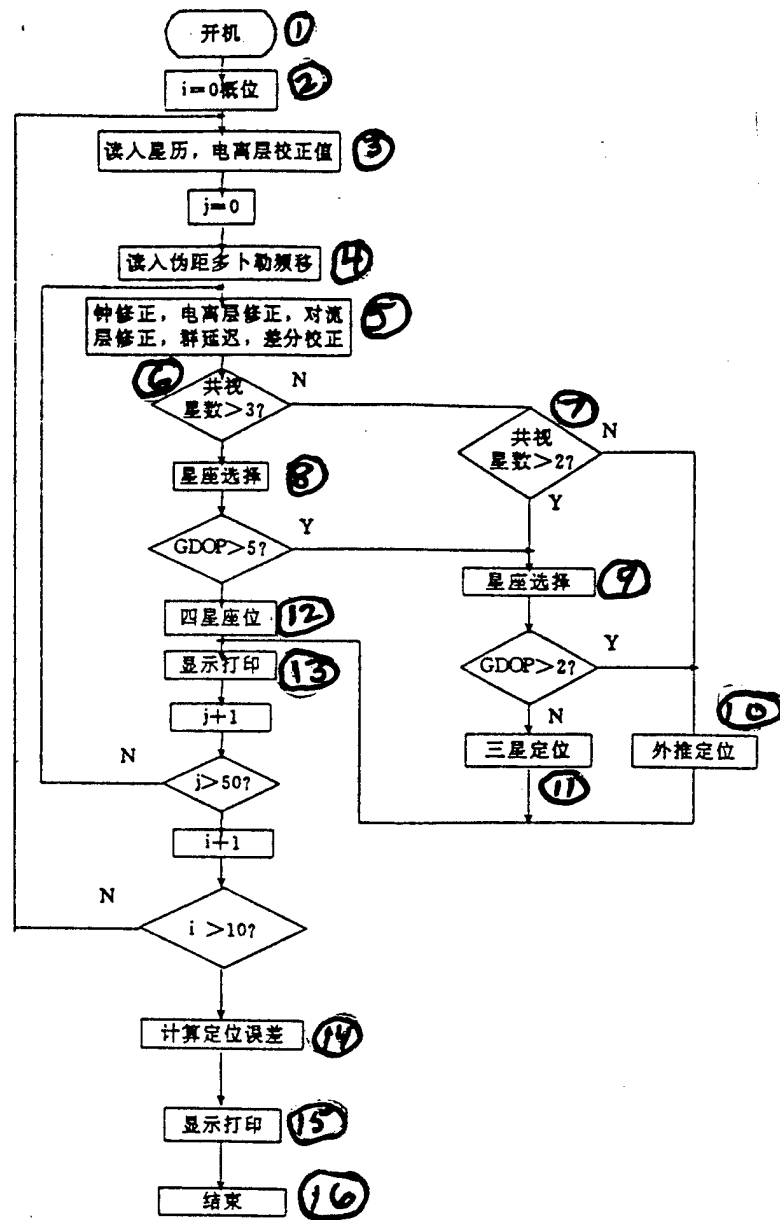 开机 ①
i=0概位 ②
读入星历，电离层校正值 ③
j=0
读入伪距多卜勒频移 ④
钟修正，电离层修正，对流 ⑤
层修正，群延迟，差分校正
⑥ 共视
星数>3?
N
⑦ 共视
星数>2?
N
Y
星座选择 ⑧
GDOP>5?
Y
星座选择 ⑨
四星座位 ⑫
显示打印 ⑬
GDOP>2?
Y
N
j+1
三星定位 ⑪
外推定位 ⑩
j>50?
N
i+1
i >10?
N
计算定位误差 ⑭
显示打印 ⑮
结束 ⑯